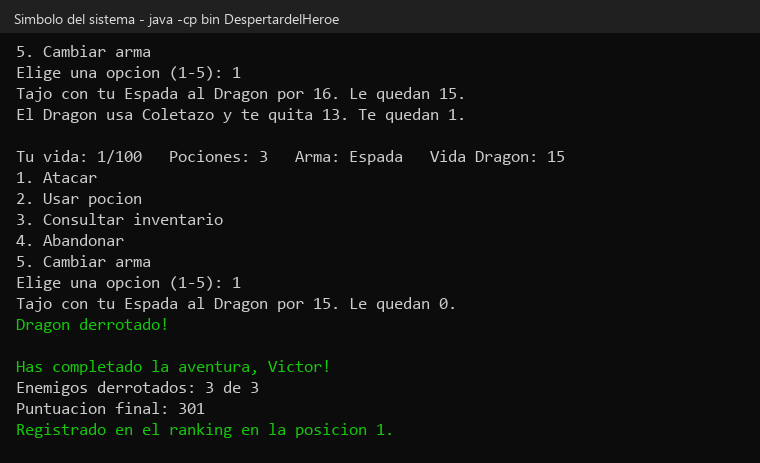 Simbolo del sistema - java -cp bin DespertardelHeroe
5. Cambiar arma
Elige una opcion (1-5): 1
Tajo con tu Espada al Dragon por 16. Le quedan 15.
El Dragon usa Coletazo y te quita 13. Te quedan 1.
Tu vida: 1/100   Pociones: 3   Arma: Espada   Vida Dragon: 15
1. Atacar
2. Usar pocion
3. Consultar inventario
4. Abandonar
5. Cambiar arma
Elige una opcion (1-5): 1
Tajo con tu Espada al Dragon por 15. Le quedan 0.
Dragon derrotado!
Has completado la aventura, Victor!
Enemigos derrotados: 3 de 3
Puntuacion final: 301
Registrado en el ranking en la posicion 1.